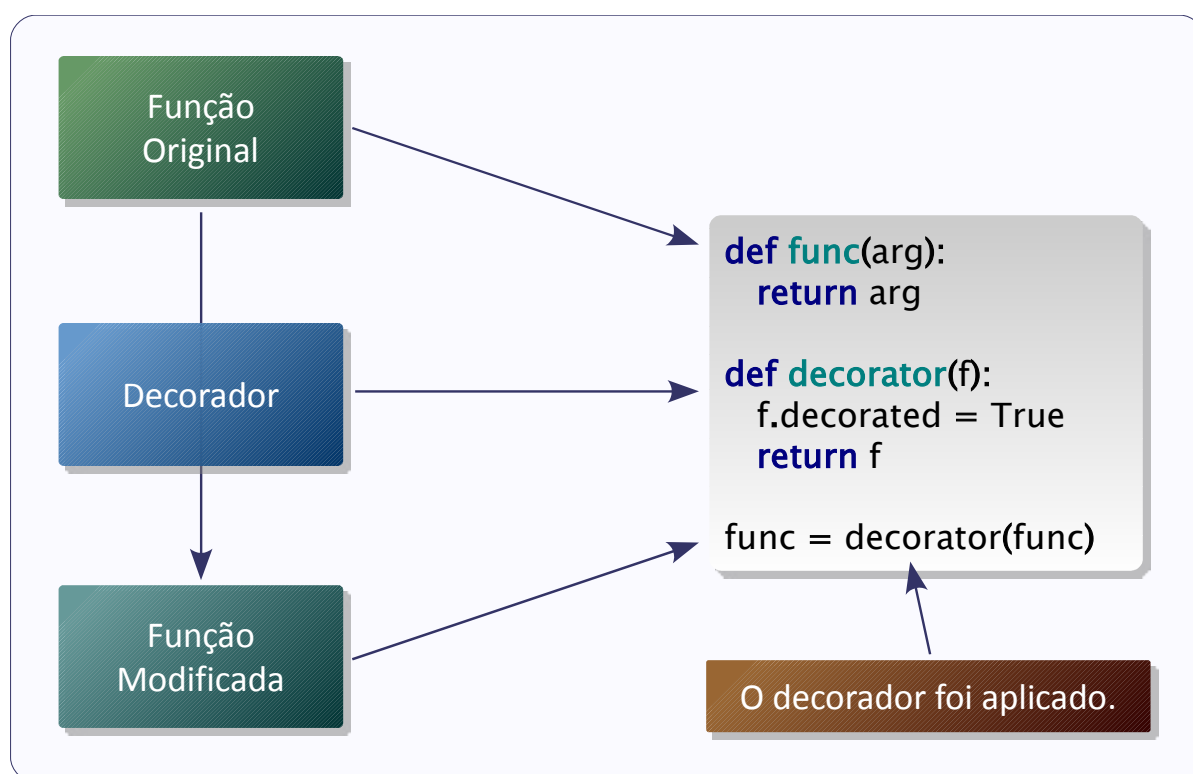 Função
Original
Decorador
Função
Modificada
def func(arg):
return arg
def decorator(f):
f.decorated = True
return f
func = decorator(func)
O decorador foi aplicado.